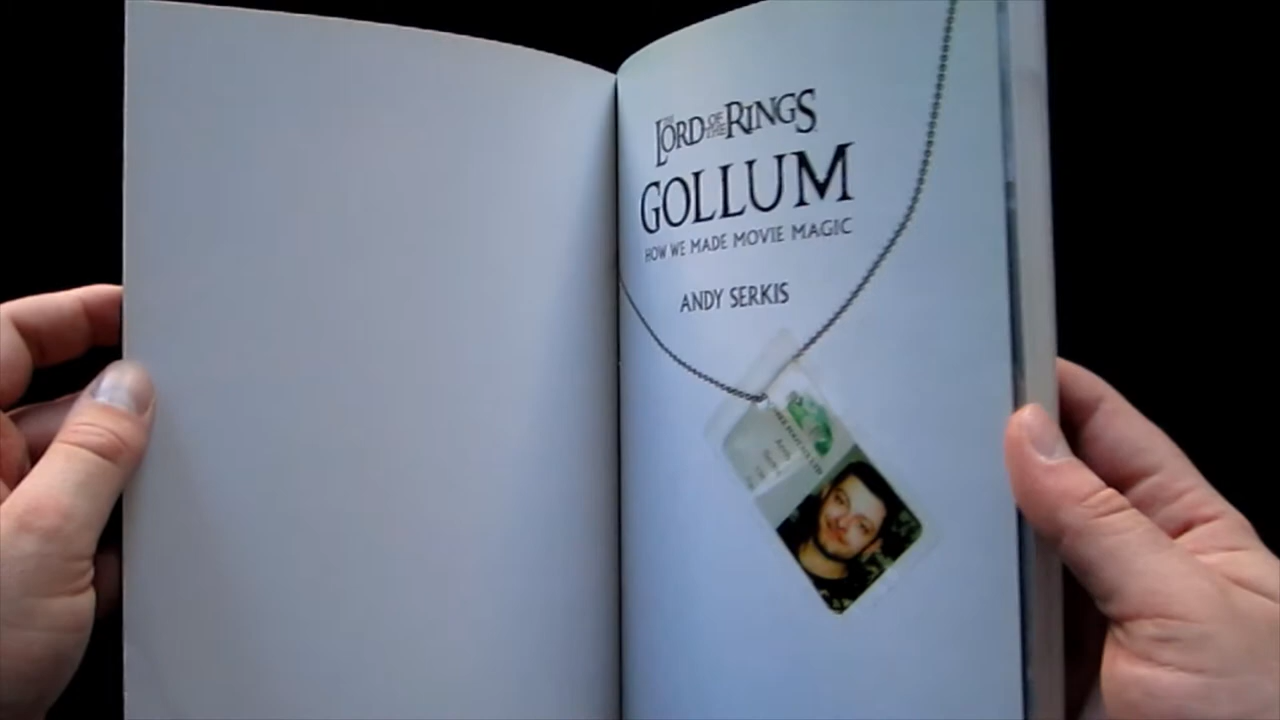 THE LORD OF THE RINGS
GOLLUM
HOW WE MADE MOVIE MAGIC
ANDY SERKIS